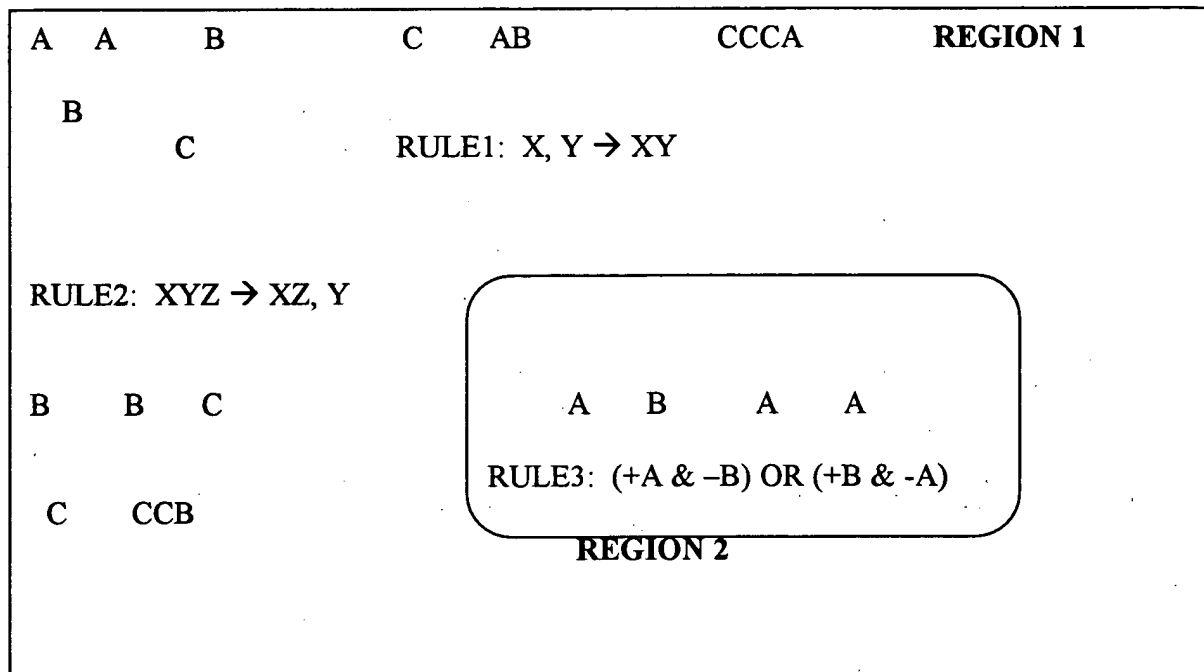 A A B C AB CCCA REGION 1
B
C RULE1: X, Y → XY
RULE2: XYZ → XZ, Y
B B C A B A A
RULE3: (+A & –B) OR (+B & -A)
C CCB
REGION 2